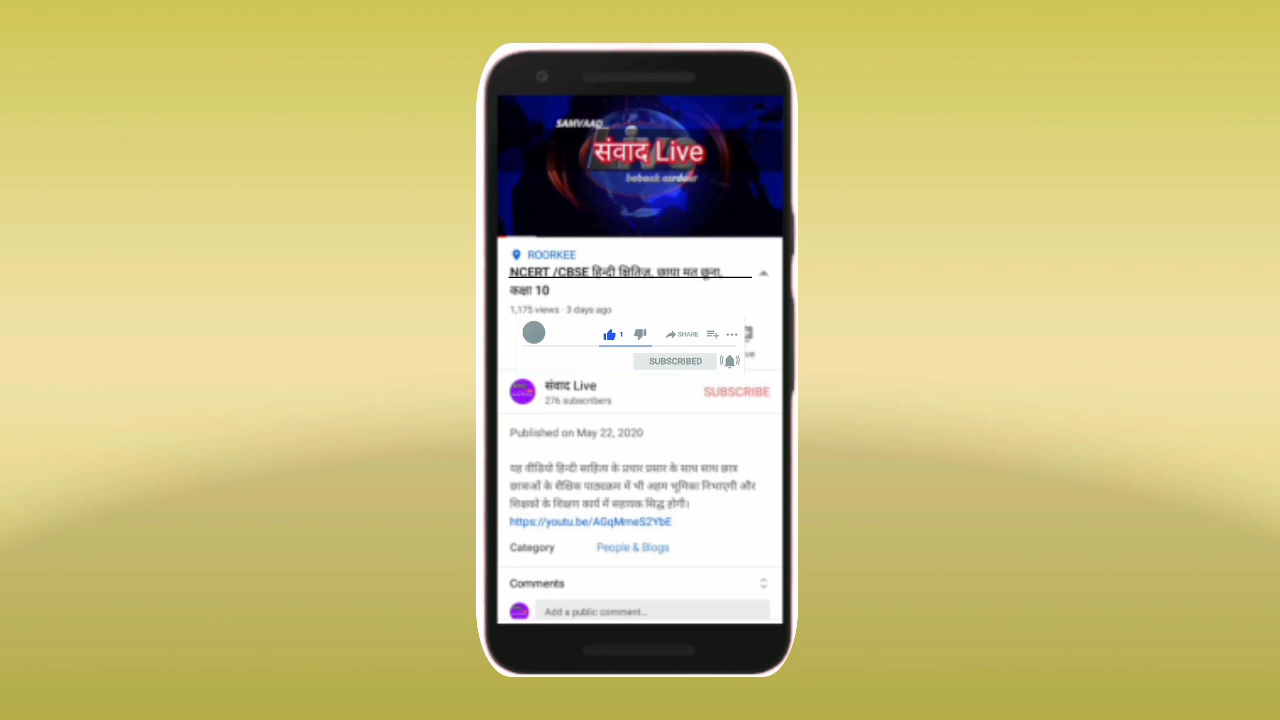 SAMVAAD
संवाद Live
bebaak asrdaar
ROORKEE
NCERT /CBSE हिन्दी क्षितिज, छाया मत छूना,
कक्षा 10
1,175 views · 3 days ago
1 SHARE
SUBSCRIBED
संवाद Live
276 subscribers
SUBSCRIBE
Published on May 22, 2020
यह वीडियो हिन्दी साहित्य के प्रचार प्रसार के साथ साथ छात्र
छात्राओं के शैक्षिक पाठ्यक्रम में भी अहम भूमिका निभाएगी और
शिक्षको के शिक्षण कार्य में सहायक सिद्ध होगी।
https://youtu.be/AGqMmeS2YbE
Category People & Blogs
Comments
Add a public comment...